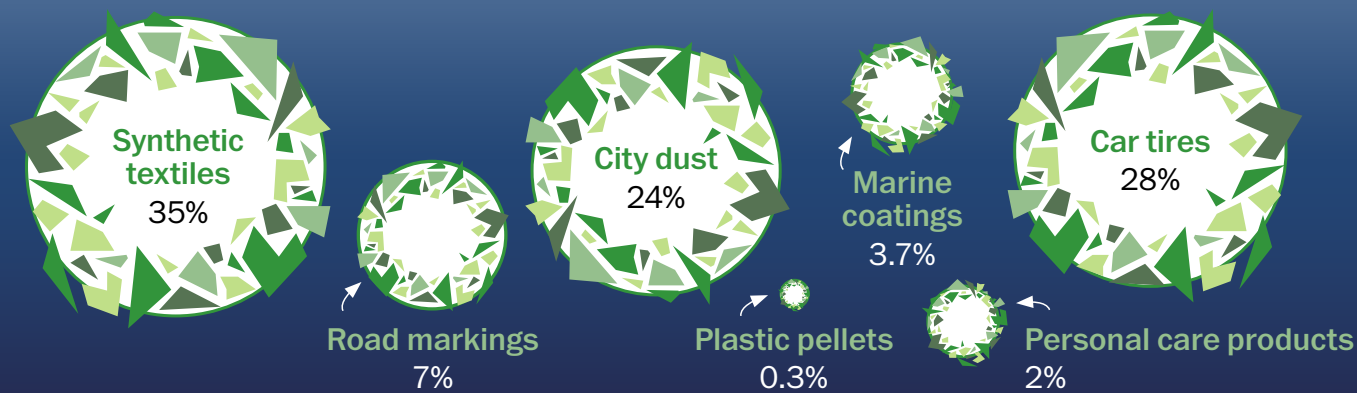 Synthetic
textiles
35%
Road markings
7%
City dust
24%
Plastic pellets
0.3%
Marine
coatings
3.7%
Personal care products
2%
Car tires
28%